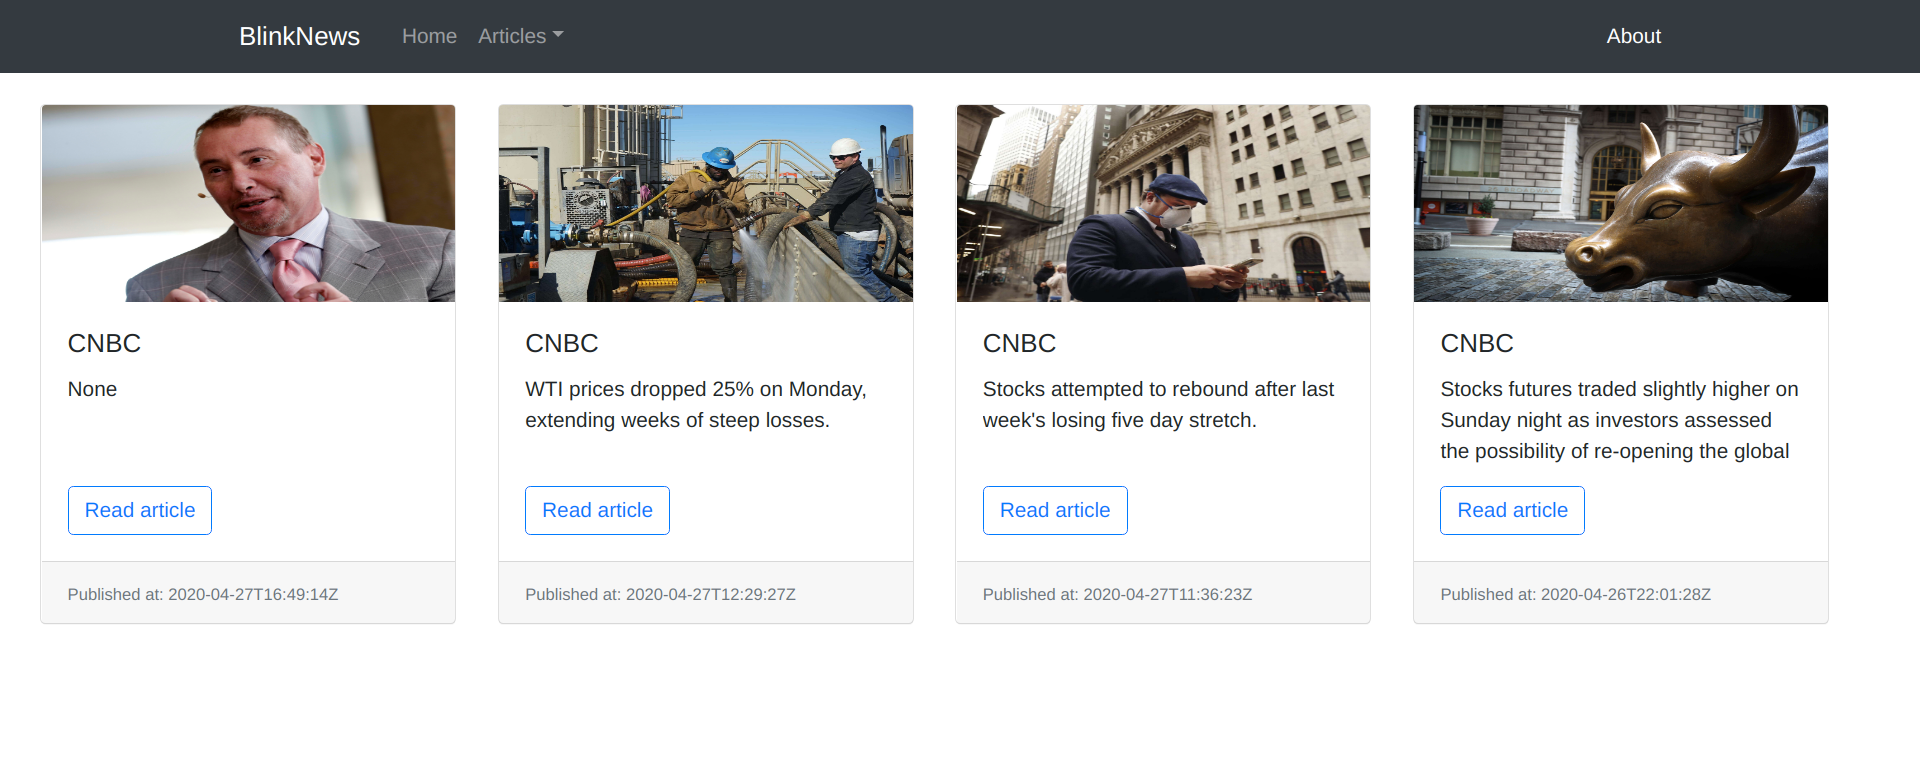 BlinkNews Home Articles About
CNBC
None
Read article
Published at: 2020-04-27T16:49:14Z
CNBC
WTI prices dropped 25% on Monday,
extending weeks of steep losses.
Read article
Published at: 2020-04-27T12:29:27Z
CNBC
Stocks attempted to rebound after last
week's losing five day stretch.
Read article
Published at: 2020-04-27T11:36:23Z
CNBC
Stocks futures traded slightly higher on
Sunday night as investors assessed
the possibility of re-opening the global
Read article
Published at: 2020-04-26T22:01:28Z